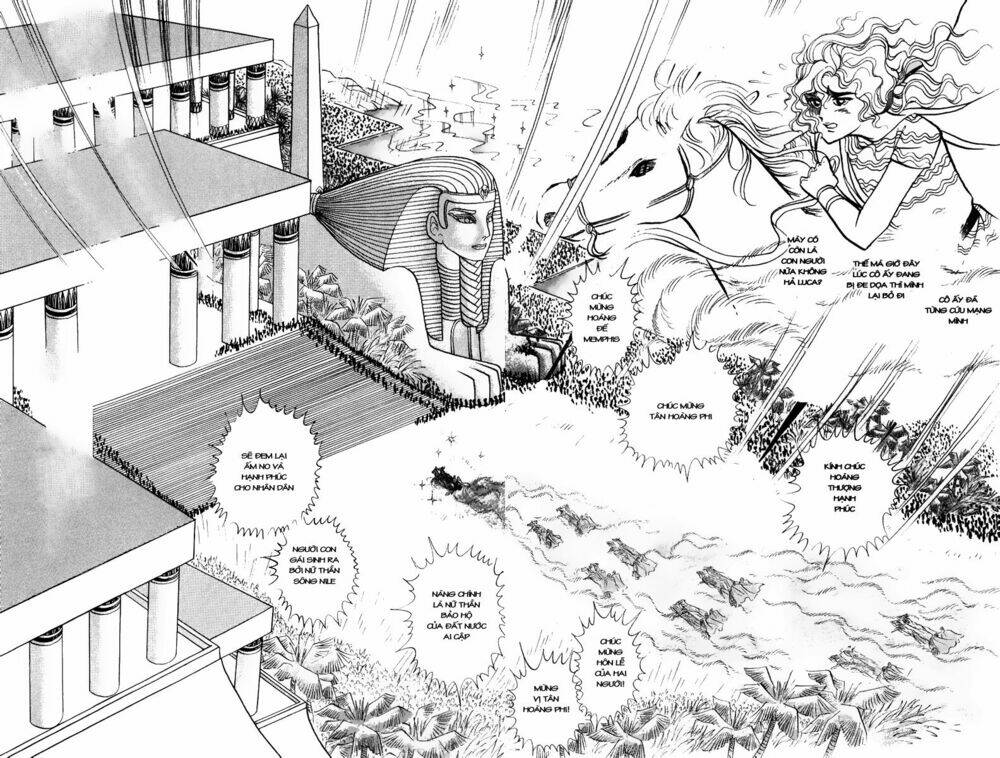 MÀY CÓ
CÒN LÀ
CON NGƯỜI
NỮA KHÔNG
HẢ LUCA?
THẾ MÀ GIỜ ĐÂY
LÚC CÔ ẤY ĐANG
BỊ ĐE DỌA THÌ MÌNH
LẠI BỎ ĐI
CÔ ẤY ĐÃ
TỪNG CỨU MẠNG
MÌNH
CHÚC
MỪNG
HOÀNG
ĐẾ
MEMPHIS
CHÚC MỪNG
TÂN HOÀNG PHI
KÍNH CHÚC
HOÀNG
THƯỢNG
HẠNH
PHÚC
SẼ ĐEM LẠI
ẤM NO VÀ
HẠNH PHÚC
CHO NHÂN DÂN
NGƯỜI CON
GÁI SINH RA
BỞI NỮ THẦN
SÔNG NILE
NÀNG CHÍNH
LÀ NỮ THẦN
BẢO HỘ
CỦA ĐẤT NƯỚC
AI CẬP
CHÚC
MỪNG
HÔN LỄ
CỦA HAI
NGƯỜI!
MỪNG
VỊ TÂN
HOÀNG PHI!